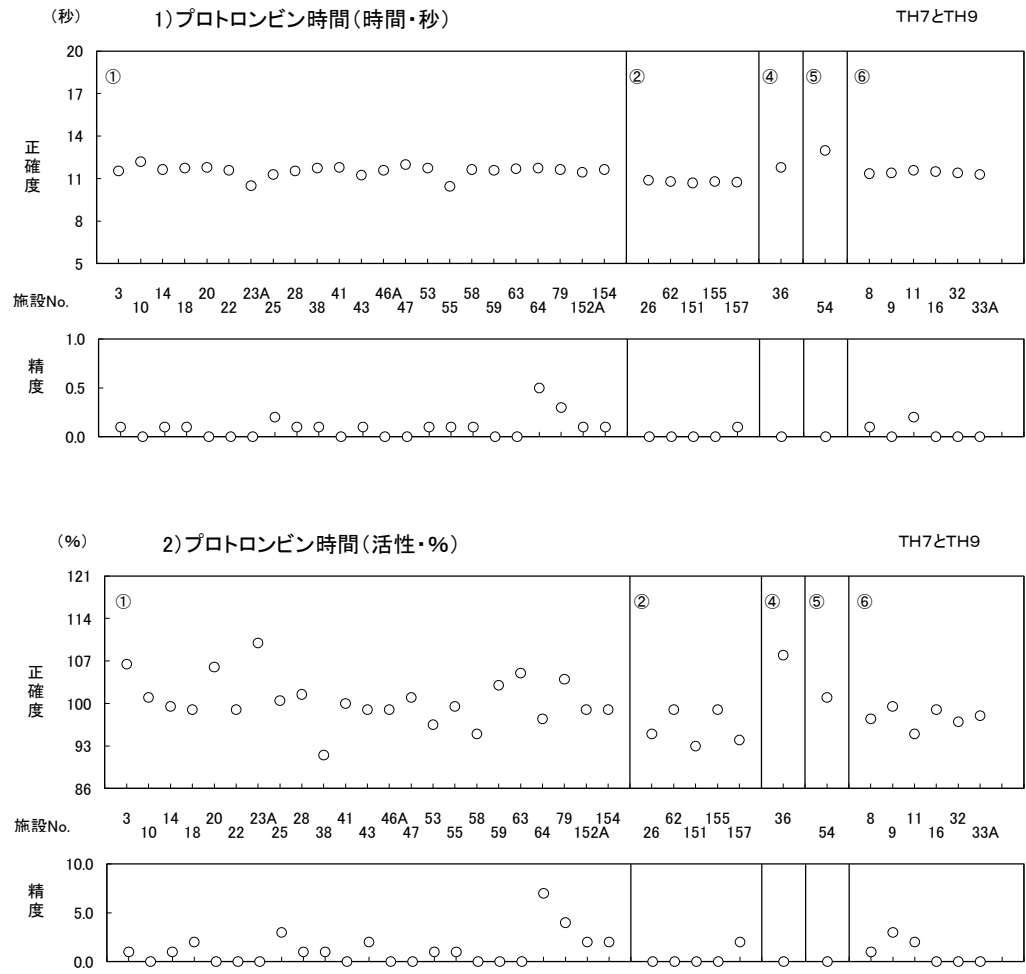 (秒) 1)プロトロンビン時間(時間・秒) TH7とTH9
20
17
14
11
8
5
正確度
① ② ④ ⑤ ⑥
施設No. 3 14 20 23A 28 41 46A 53 58 63 79 154 62 155 36 8 11 32
10 18 22 25 38 43 47 55 59 64 152A 26 151 157 54 9 16 33A
精度
1.0
0.5
0.0
(%) 2)プロトロンビン時間(活性・%) TH7とTH9
121
114
107
100
93
86
正確度
① ② ④ ⑤ ⑥
施設No. 3 14 20 23A 28 41 46A 53 58 63 79 154 62 155 36 8 11 32
10 18 22 25 38 43 47 55 59 64 152A 26 151 157 54 9 16 33A
精度
10.0
5.0
0.0